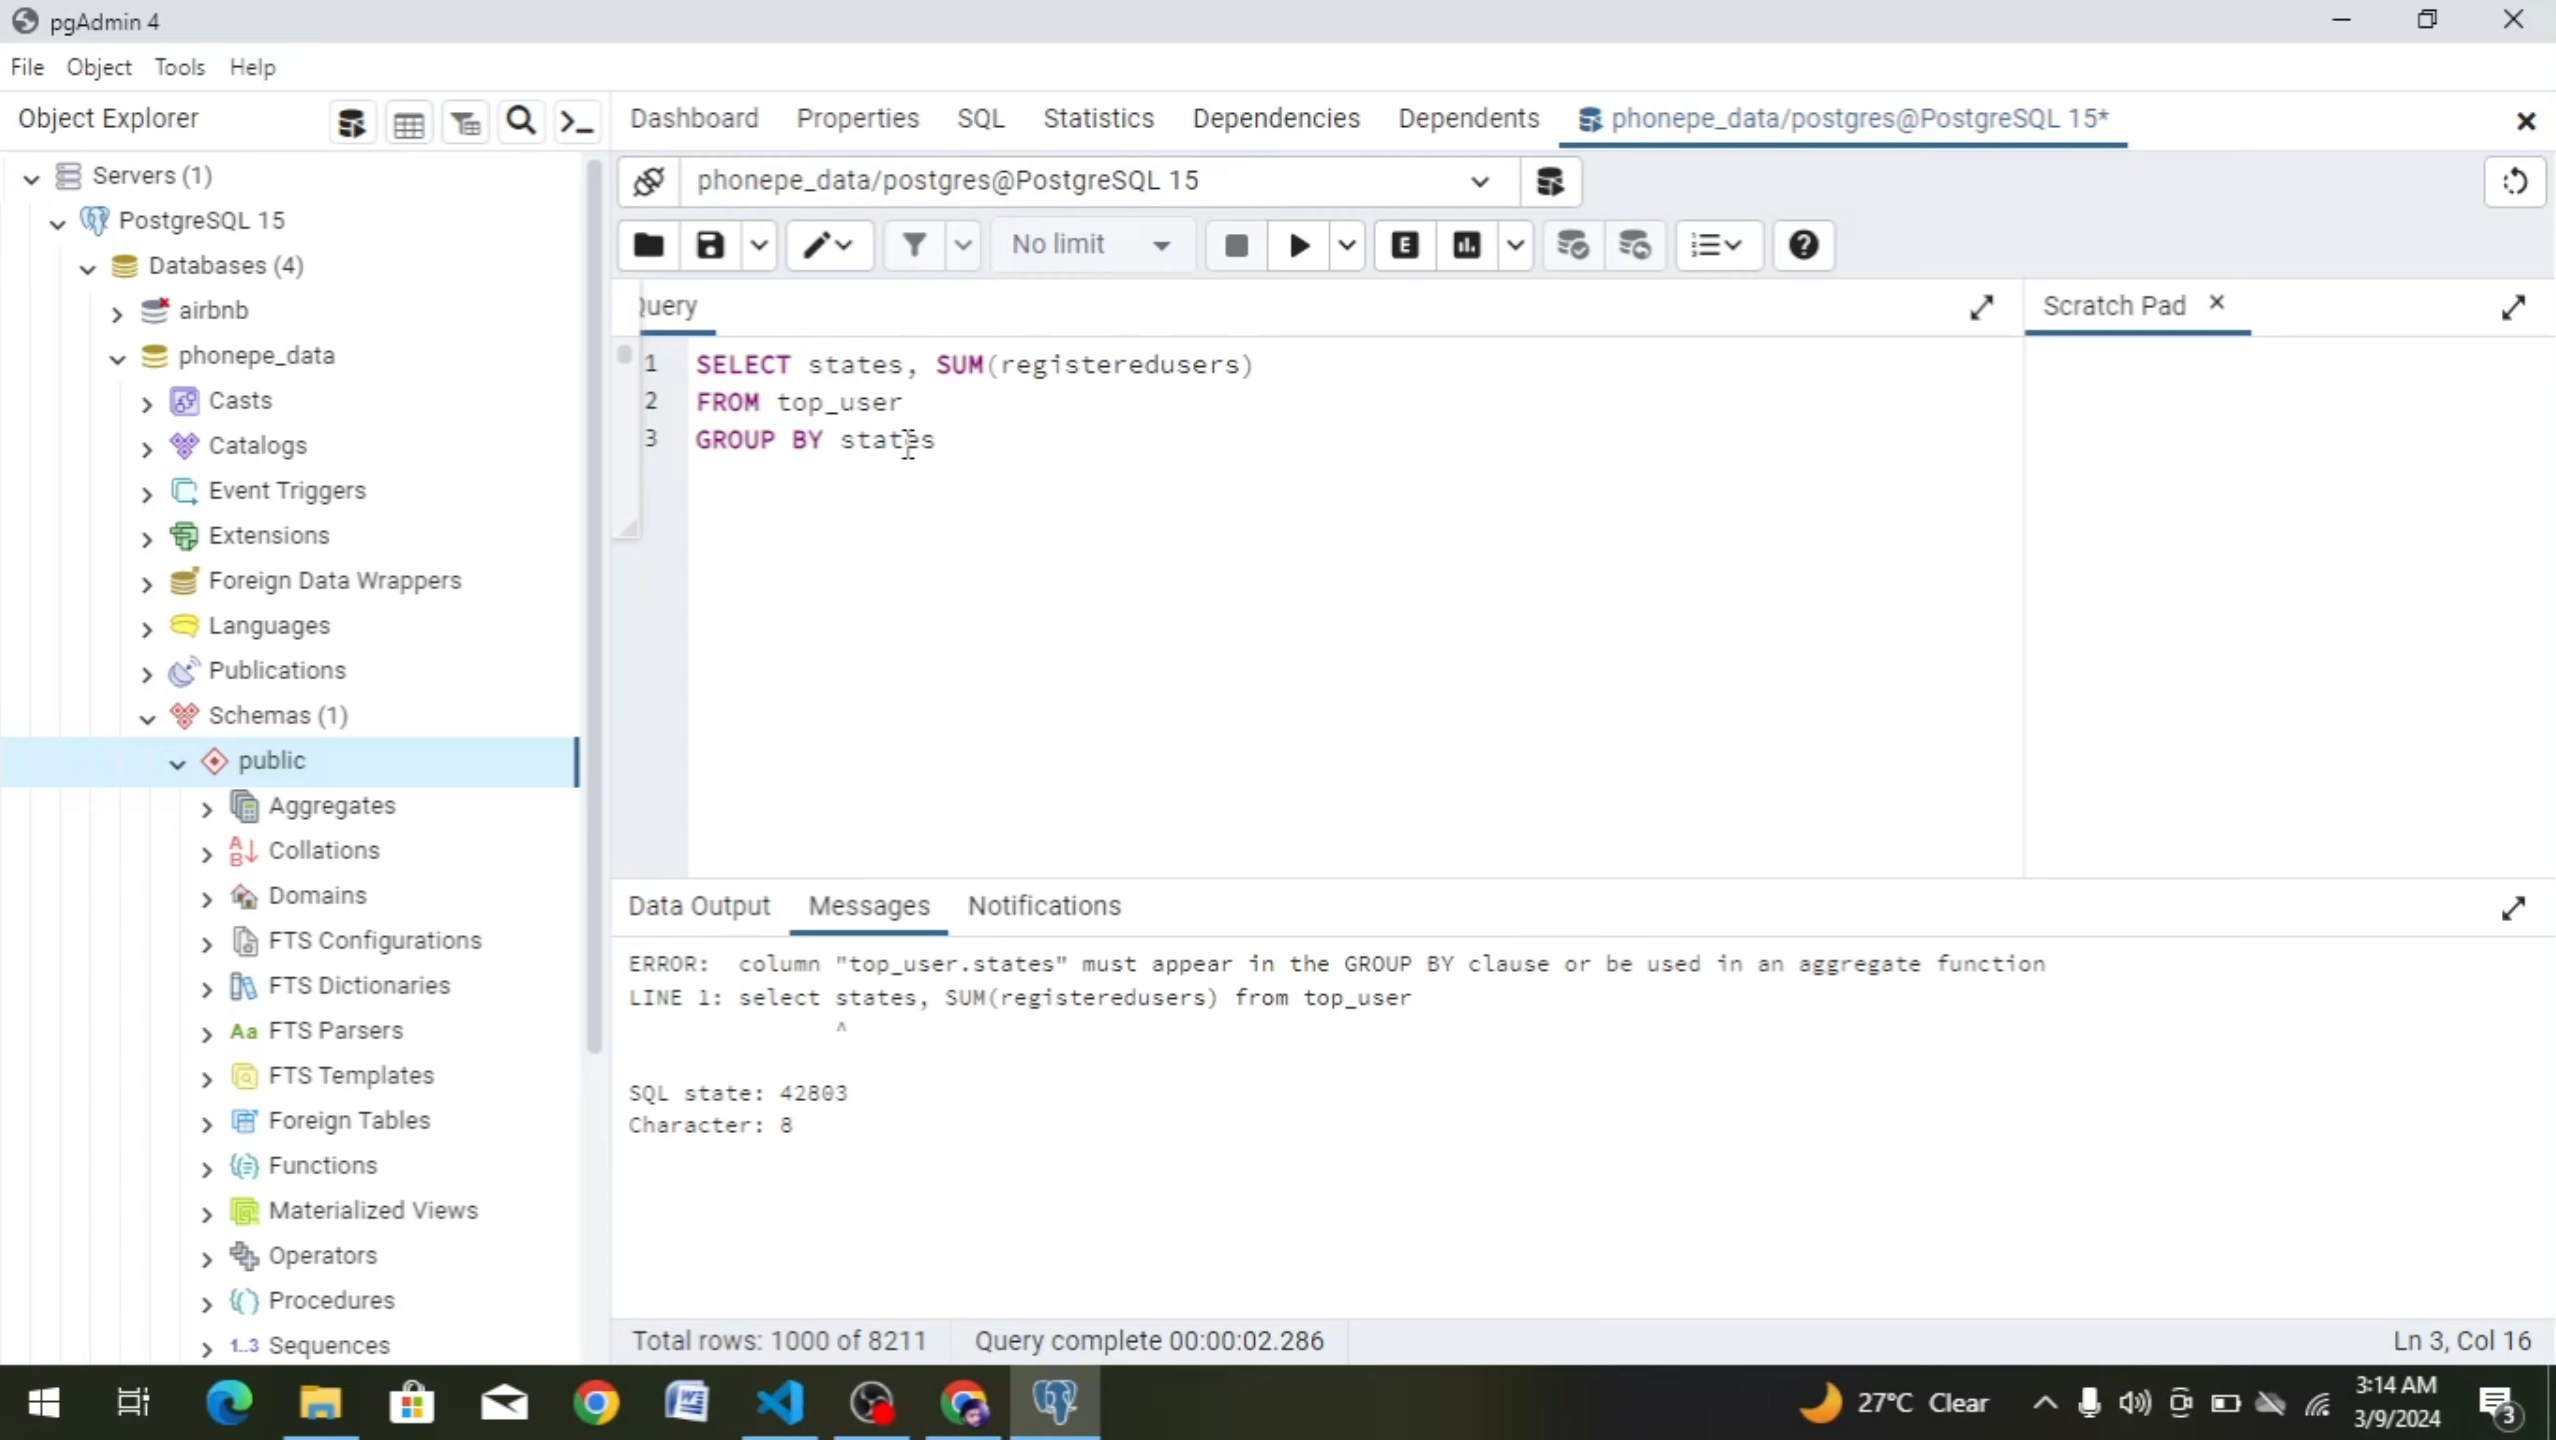 pgAdmin 4
File Object Tools Help
Object Explorer
Dashboard Properties SQL Statistics Dependencies Dependents phonepe_data/postgres@PostgreSQL 15*
Servers (1)
PostgreSQL 15
Databases (4)
airbnb
phonepe_data
Casts
Catalogs
Event Triggers
Extensions
Foreign Data Wrappers
Languages
Publications
Schemas (1)
public
Aggregates
Collations
Domains
FTS Configurations
FTS Dictionaries
FTS Parsers
FTS Templates
Foreign Tables
Functions
Materialized Views
Operators
Procedures
1..3 Sequences
phonepe_data/postgres@PostgreSQL 15
No limit
Query
Scratch Pad
1 SELECT states, SUM(registeredusers)
2 FROM top_user
3 GROUP BY states
Data Output Messages Notifications
ERROR: column "top_user.states" must appear in the GROUP BY clause or be used in an aggregate function
LINE 1: select states, SUM(registeredusers) from top_user
^
SQL state: 42803
Character: 8
Total rows: 1000 of 8211 Query complete 00:00:02.286 Ln 3, Col 16
27°C Clear
3:14 AM
3/9/2024
3